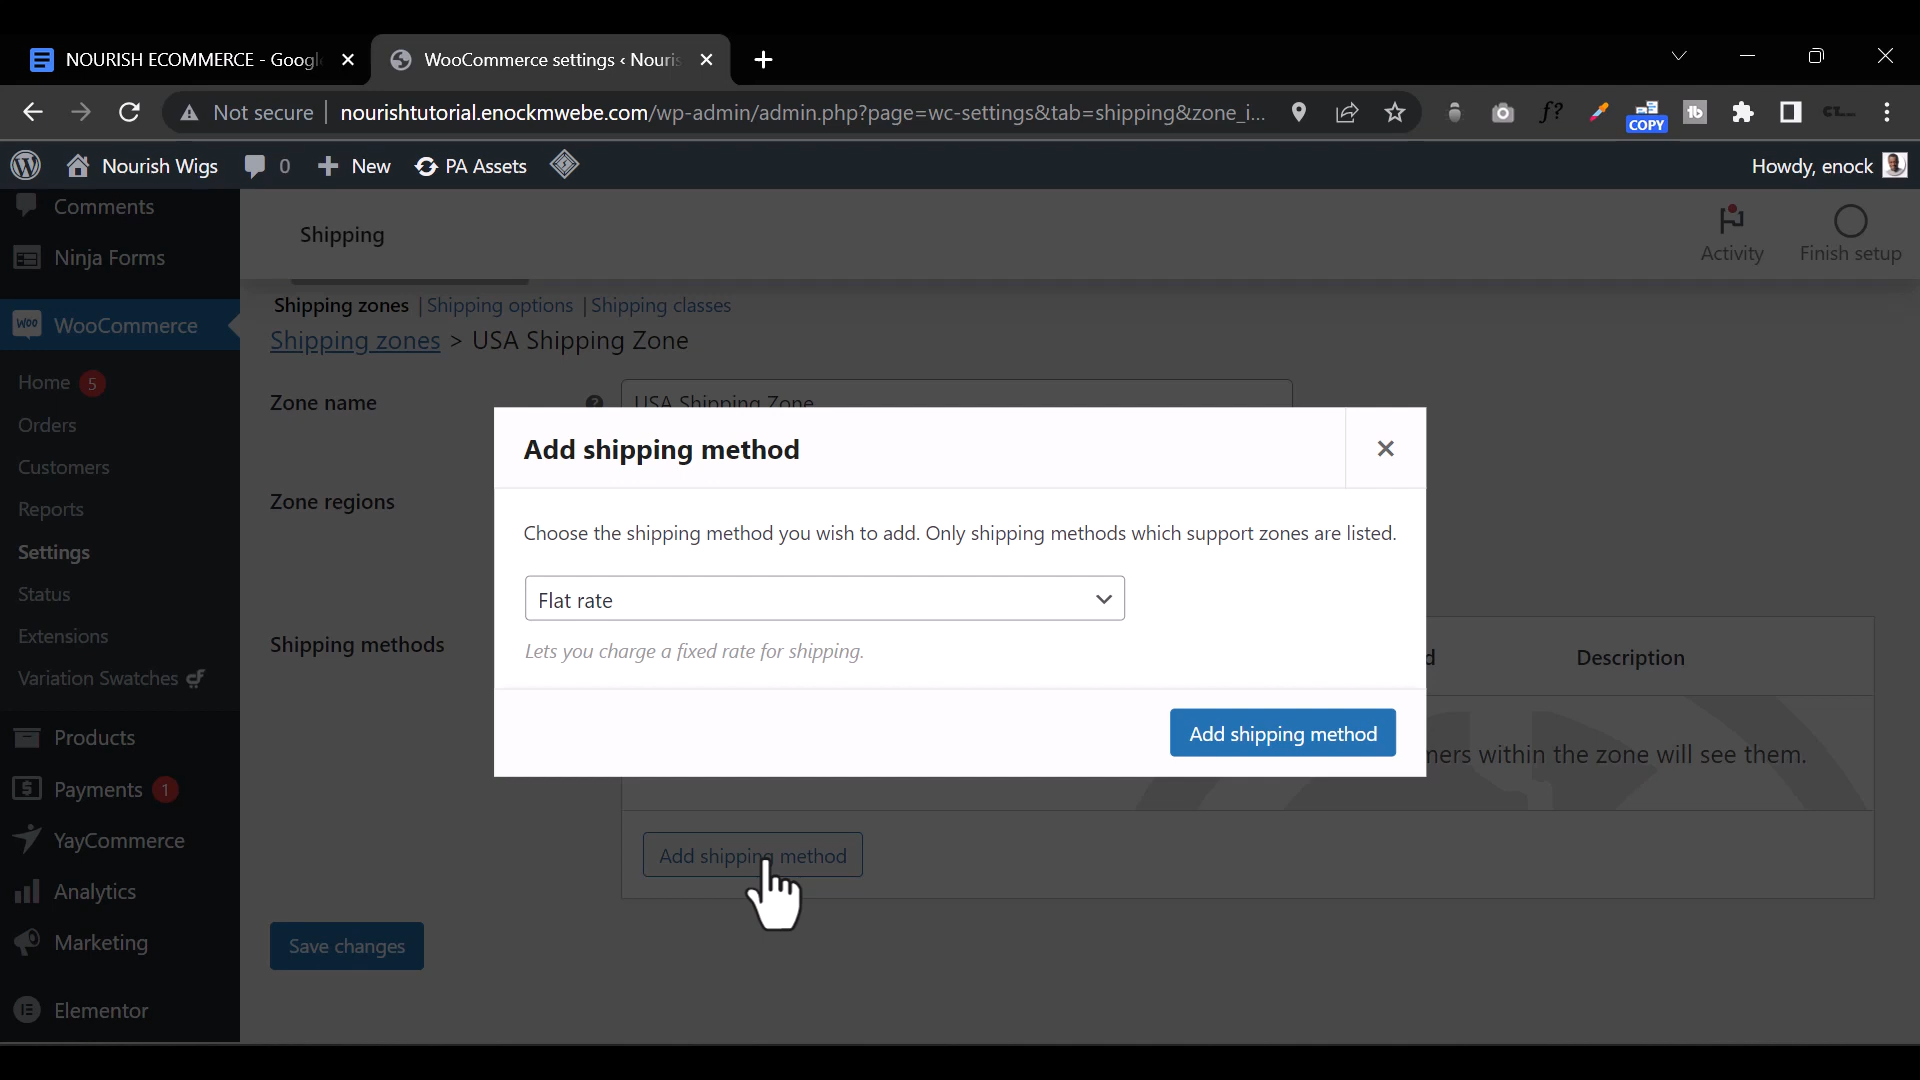 NOURISH ECOMMERCE - Googl
WooCommerce settings ‹ Nouris
Not secure
nourishtutorial.enockmwebe.com/wp-admin/admin.php?page=wc-settings&tab=shipping&zone_i...
f?
COPY
tb
Nourish Wigs
0
New
PA Assets
Howdy, enock
Comments
Ninja Forms
Woo
WooCommerce
Home 5
Orders
Customers
Reports
Settings
Status
Extensions
Variation Swatches
Products
Payments 1
YayCommerce
Analytics
Marketing
Elementor
Shipping
Activity
Finish setup
Shipping zones | Shipping options | Shipping classes
Shipping zones > USA Shipping Zone
Zone name
?
USA Shipping Zone
Zone regions
Shipping methods
Add shipping method
Choose the shipping method you wish to add. Only shipping methods which support zones are listed.
Flat rate
Lets you charge a fixed rate for shipping.
Add shipping method
d
Description
mers within the zone will see them.
Add shipping method
Save changes